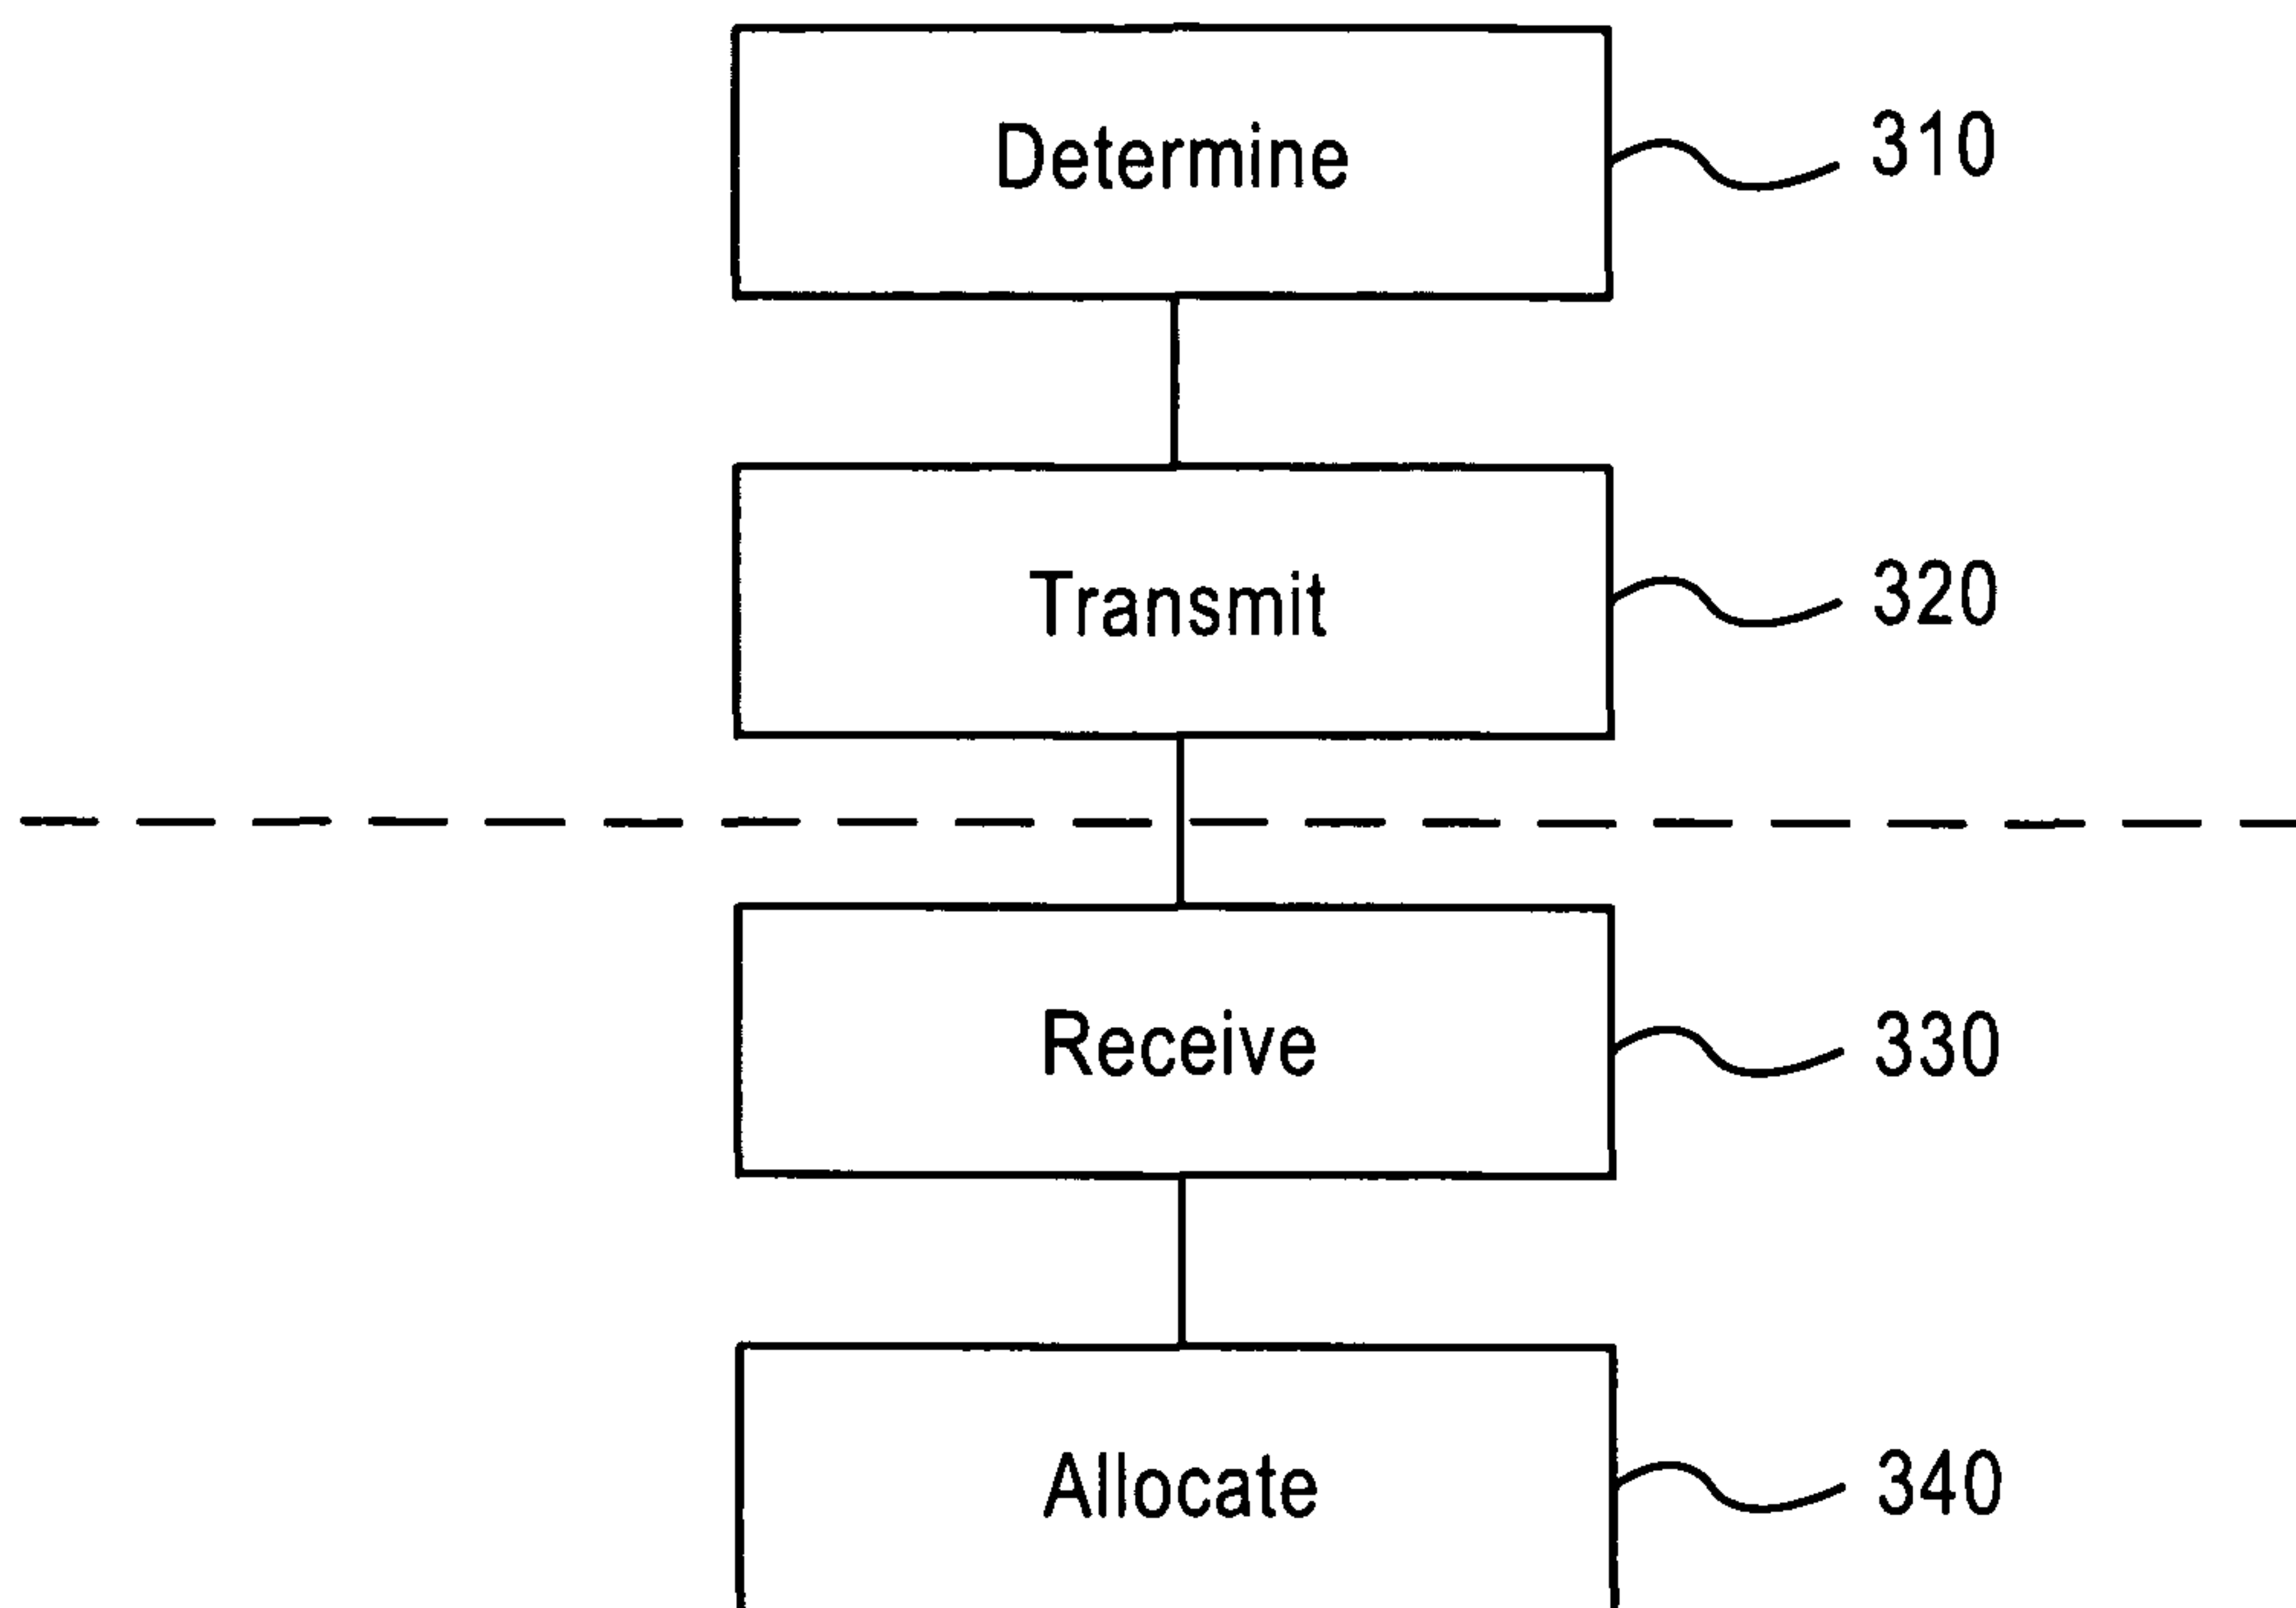 Determine 310
Transmit 320
Receive 330
Allocate 340